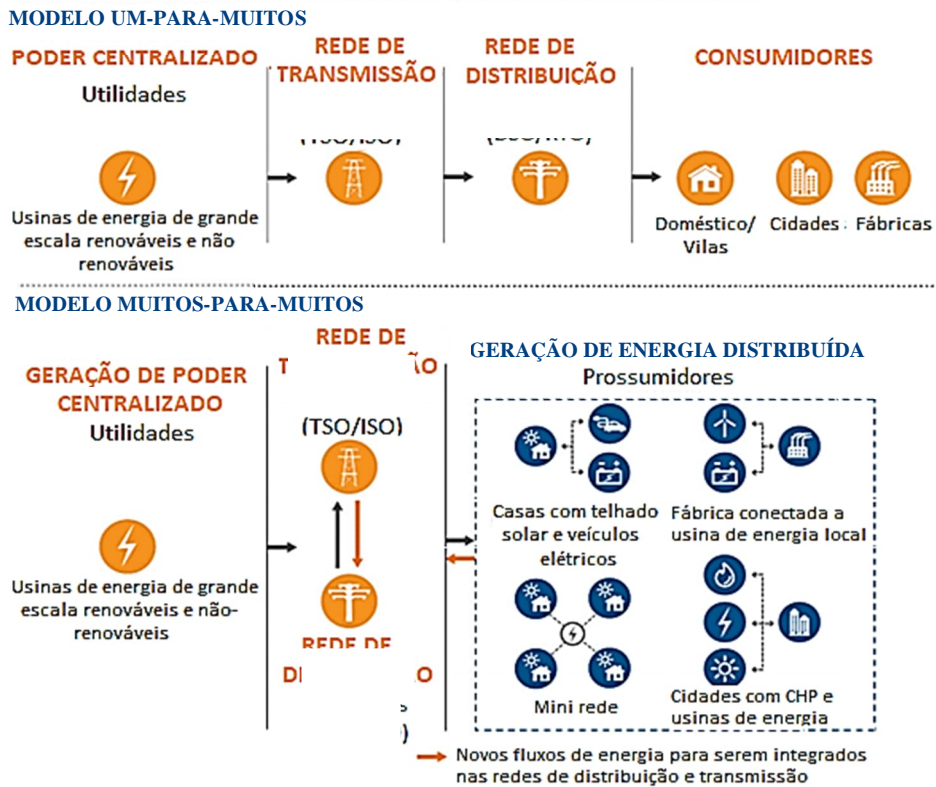 MODELO UM-PARA-MUITOS
PODER CENTRALIZADO
Utilidades
REDE DE
TRANSMISSÃO
REDE DE
DISTRIBUIÇÃO
CONSUMIDORES
Usinas de energia de grande
escala renováveis e não
renováveis
Doméstico/
Vilas
Cidades
Fábricas
MODELO MUITOS-PARA-MUITOS
GERAÇÃO DE PODER
CENTRALIZADO
Utilidades
Usinas de energia de grande
escala renováveis e não-
renováveis
REDE DE
(TSO/ISO)
REDE DE
GERAÇÃO DE ENERGIA DISTRIBUÍDA
Prossumidores
Casas com telhado
solar e veículos
elétricos
Fábrica conectada a
usina de energia local
Mini rede
Cidades com CHP e
usinas de energia
Novos fluxos de energia para serem integrados
nas redes de distribuição e transmissão